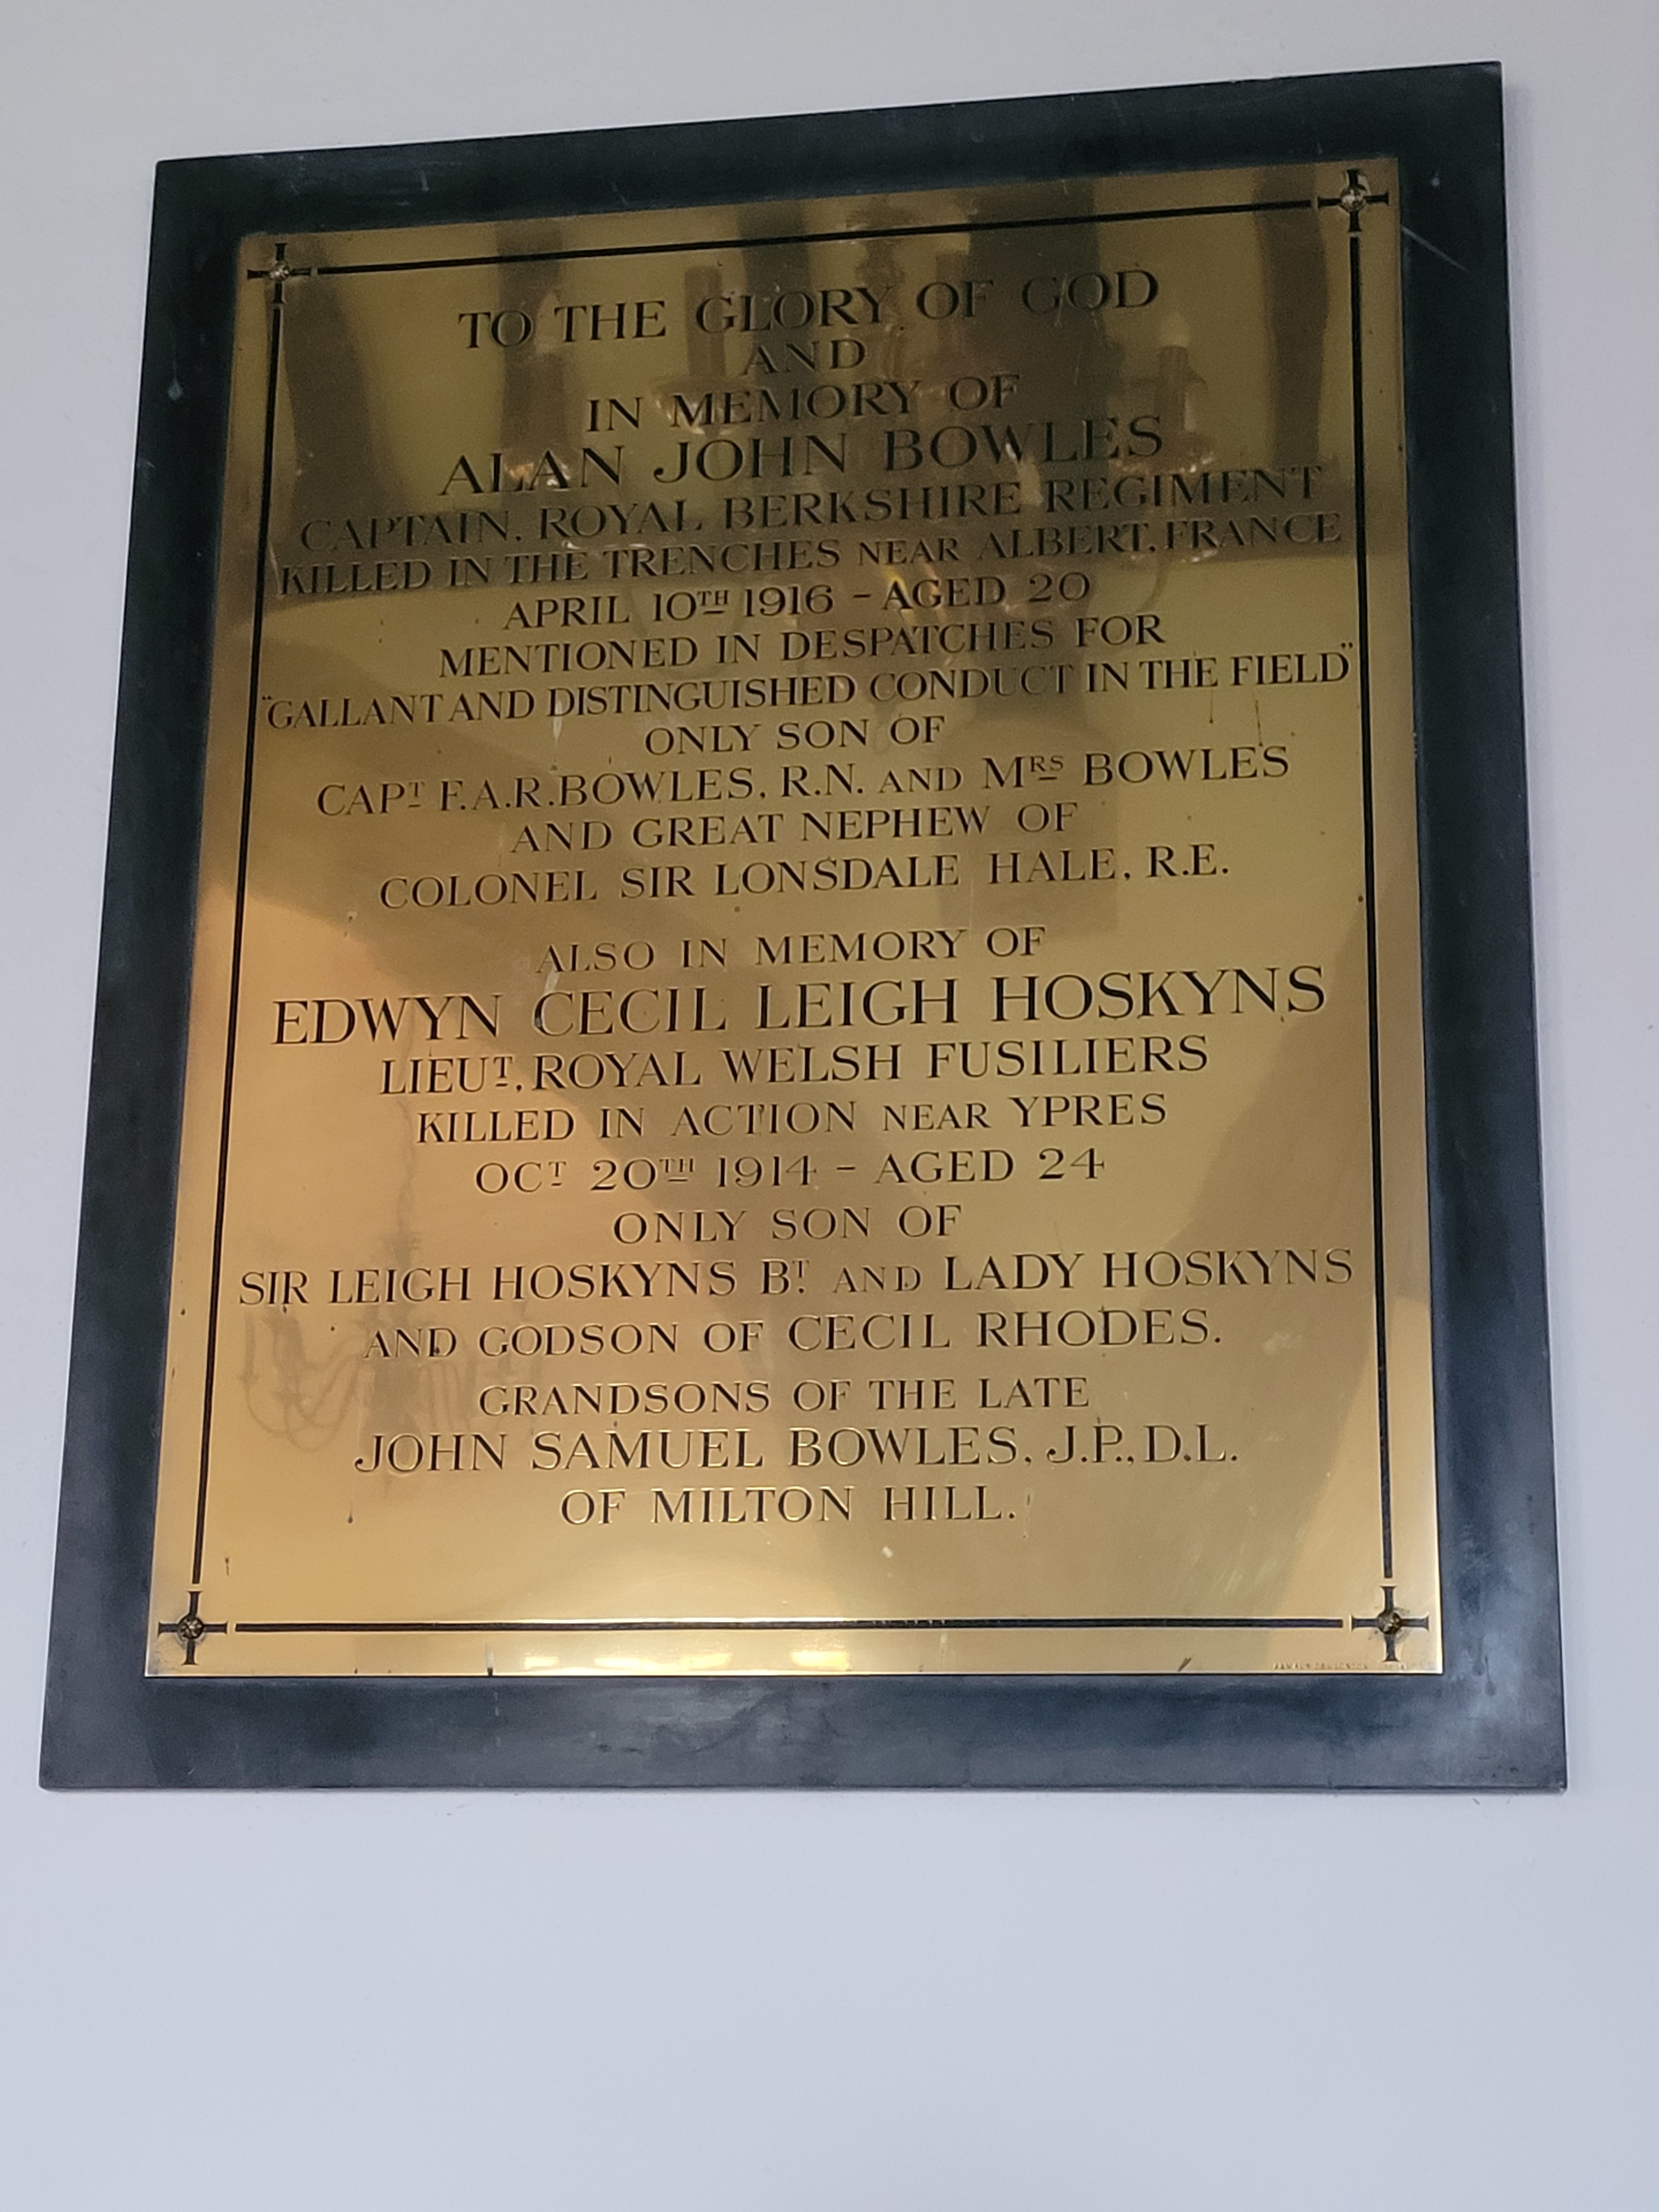 TO THE GLORY OF GOD
AND
IN MEMORY OF
ALAN JOHN BOWLES
CAPTAIN. ROYAL BERKSHIRE REGIMENT
KILLED IN THE TRENCHES NEAR ALBERT, FRANCE
APRIL 10TH 1916 - AGED 20
MENTIONED IN DESPATCHES FOR
"GALLANT AND DISTINGUISHED CONDUCT IN THE FIELD"
ONLY SON OF
CAPT F.A.R. BOWLES, R.N. AND MRS BOWLES
AND GREAT NEPHEW OF
COLONEL SIR LONSDALE HALE, R.E.
ALSO IN MEMORY OF
EDWYN CECIL LEIGH HOSKYNS
LIEUT, ROYAL WELSH FUSILIERS
KILLED IN ACTION NEAR YPRES
OCT 20TH 1914 - AGED 24
ONLY SON OF
SIR LEIGH HOSKYNS BT. AND LADY HOSKYNS
AND GODSON OF CECIL RHODES.
GRANDSONS OF THE LATE
JOHN SAMUEL BOWLES, J.P., D.L.
OF MILTON HILL.